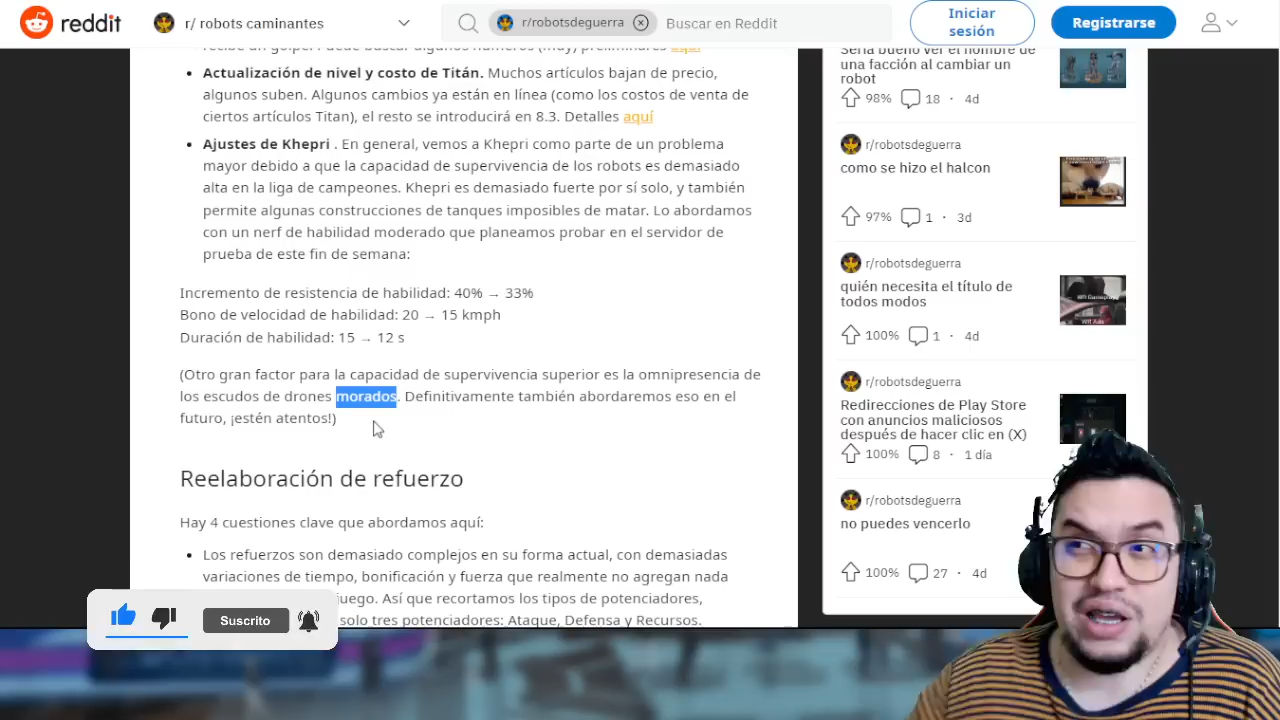 reddit
r/ robots caminantes
r/robotsdeguerra
Buscar en Reddit
Iniciar
sesión
Registrarse
aquí
Actualización de nivel y costo de Titán. Muchos artículos bajan de precio,
algunos suben. Algunos cambios ya están en línea (como los costos de venta de
ciertos artículos Titan), el resto se introducirá en 8.3. Detalles aquí
Ajustes de Khepri . En general, vemos a Khepri como parte de un problema
mayor debido a que la capacidad de supervivencia de los robots es demasiado
alta en la liga de campeones. Khepri es demasiado fuerte por sí solo, y también
permite algunas construcciones de tanques imposibles de matar. Lo abordamos
con un nerf de habilidad moderado que planeamos probar en el servidor de
prueba de este fin de semana:
Incremento de resistencia de habilidad: 40% → 33%
Bono de velocidad de habilidad: 20 → 15 kmph
Duración de habilidad: 15 → 12 s
(Otro gran factor para la capacidad de supervivencia superior es la omnipresencia de
los escudos de drones morados. Definitivamente también abordaremos eso en el
futuro, ¡estén atentos!)
Reelaboración de refuerzo
Hay 4 cuestiones clave que abordamos aquí:
Los refuerzos son demasiado complejos en su forma actual, con demasiadas
variaciones de tiempo, bonificación y fuerza que realmente no agregan nada
juego. Así que recortamos los tipos de potenciadores,
solo tres potenciadores: Ataque, Defensa y Recursos.
Sería bueno ver el nombre de
una facción al cambiar un
robot
98% 18 · 4d
r/robotsdeguerra
como se hizo el halcon
97% 1 · 3d
r/robotsdeguerra
quién necesita el título de
todos modos
100% 1 · 4d
r/robotsdeguerra
Redirecciones de Play Store
con anuncios maliciosos
después de hacer clic en (X)
100% 8 · 1 día
r/robotsdeguerra
no puedes vencerlo
100% 27 · 4d
Suscrito